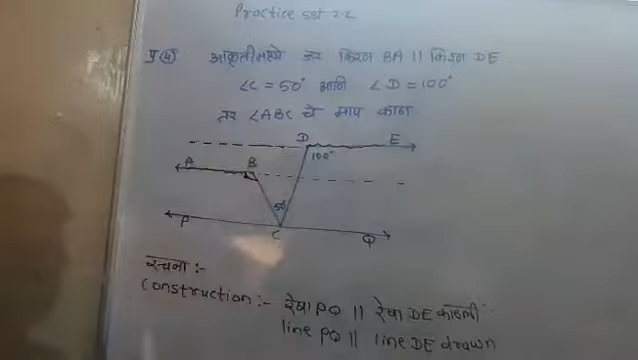 Practice set 2.2
प्र ④ आकृतीमध्ये जर किरण BA || किरण DE
∠C = 50° आणि ∠D = 100°
तर ∠ABC चे माप काढा
D E
A B 100°
50°
P C Q
रचना :-
Construction :- रेषा PQ || रेषा DE काढली
line PQ || line DE drawn